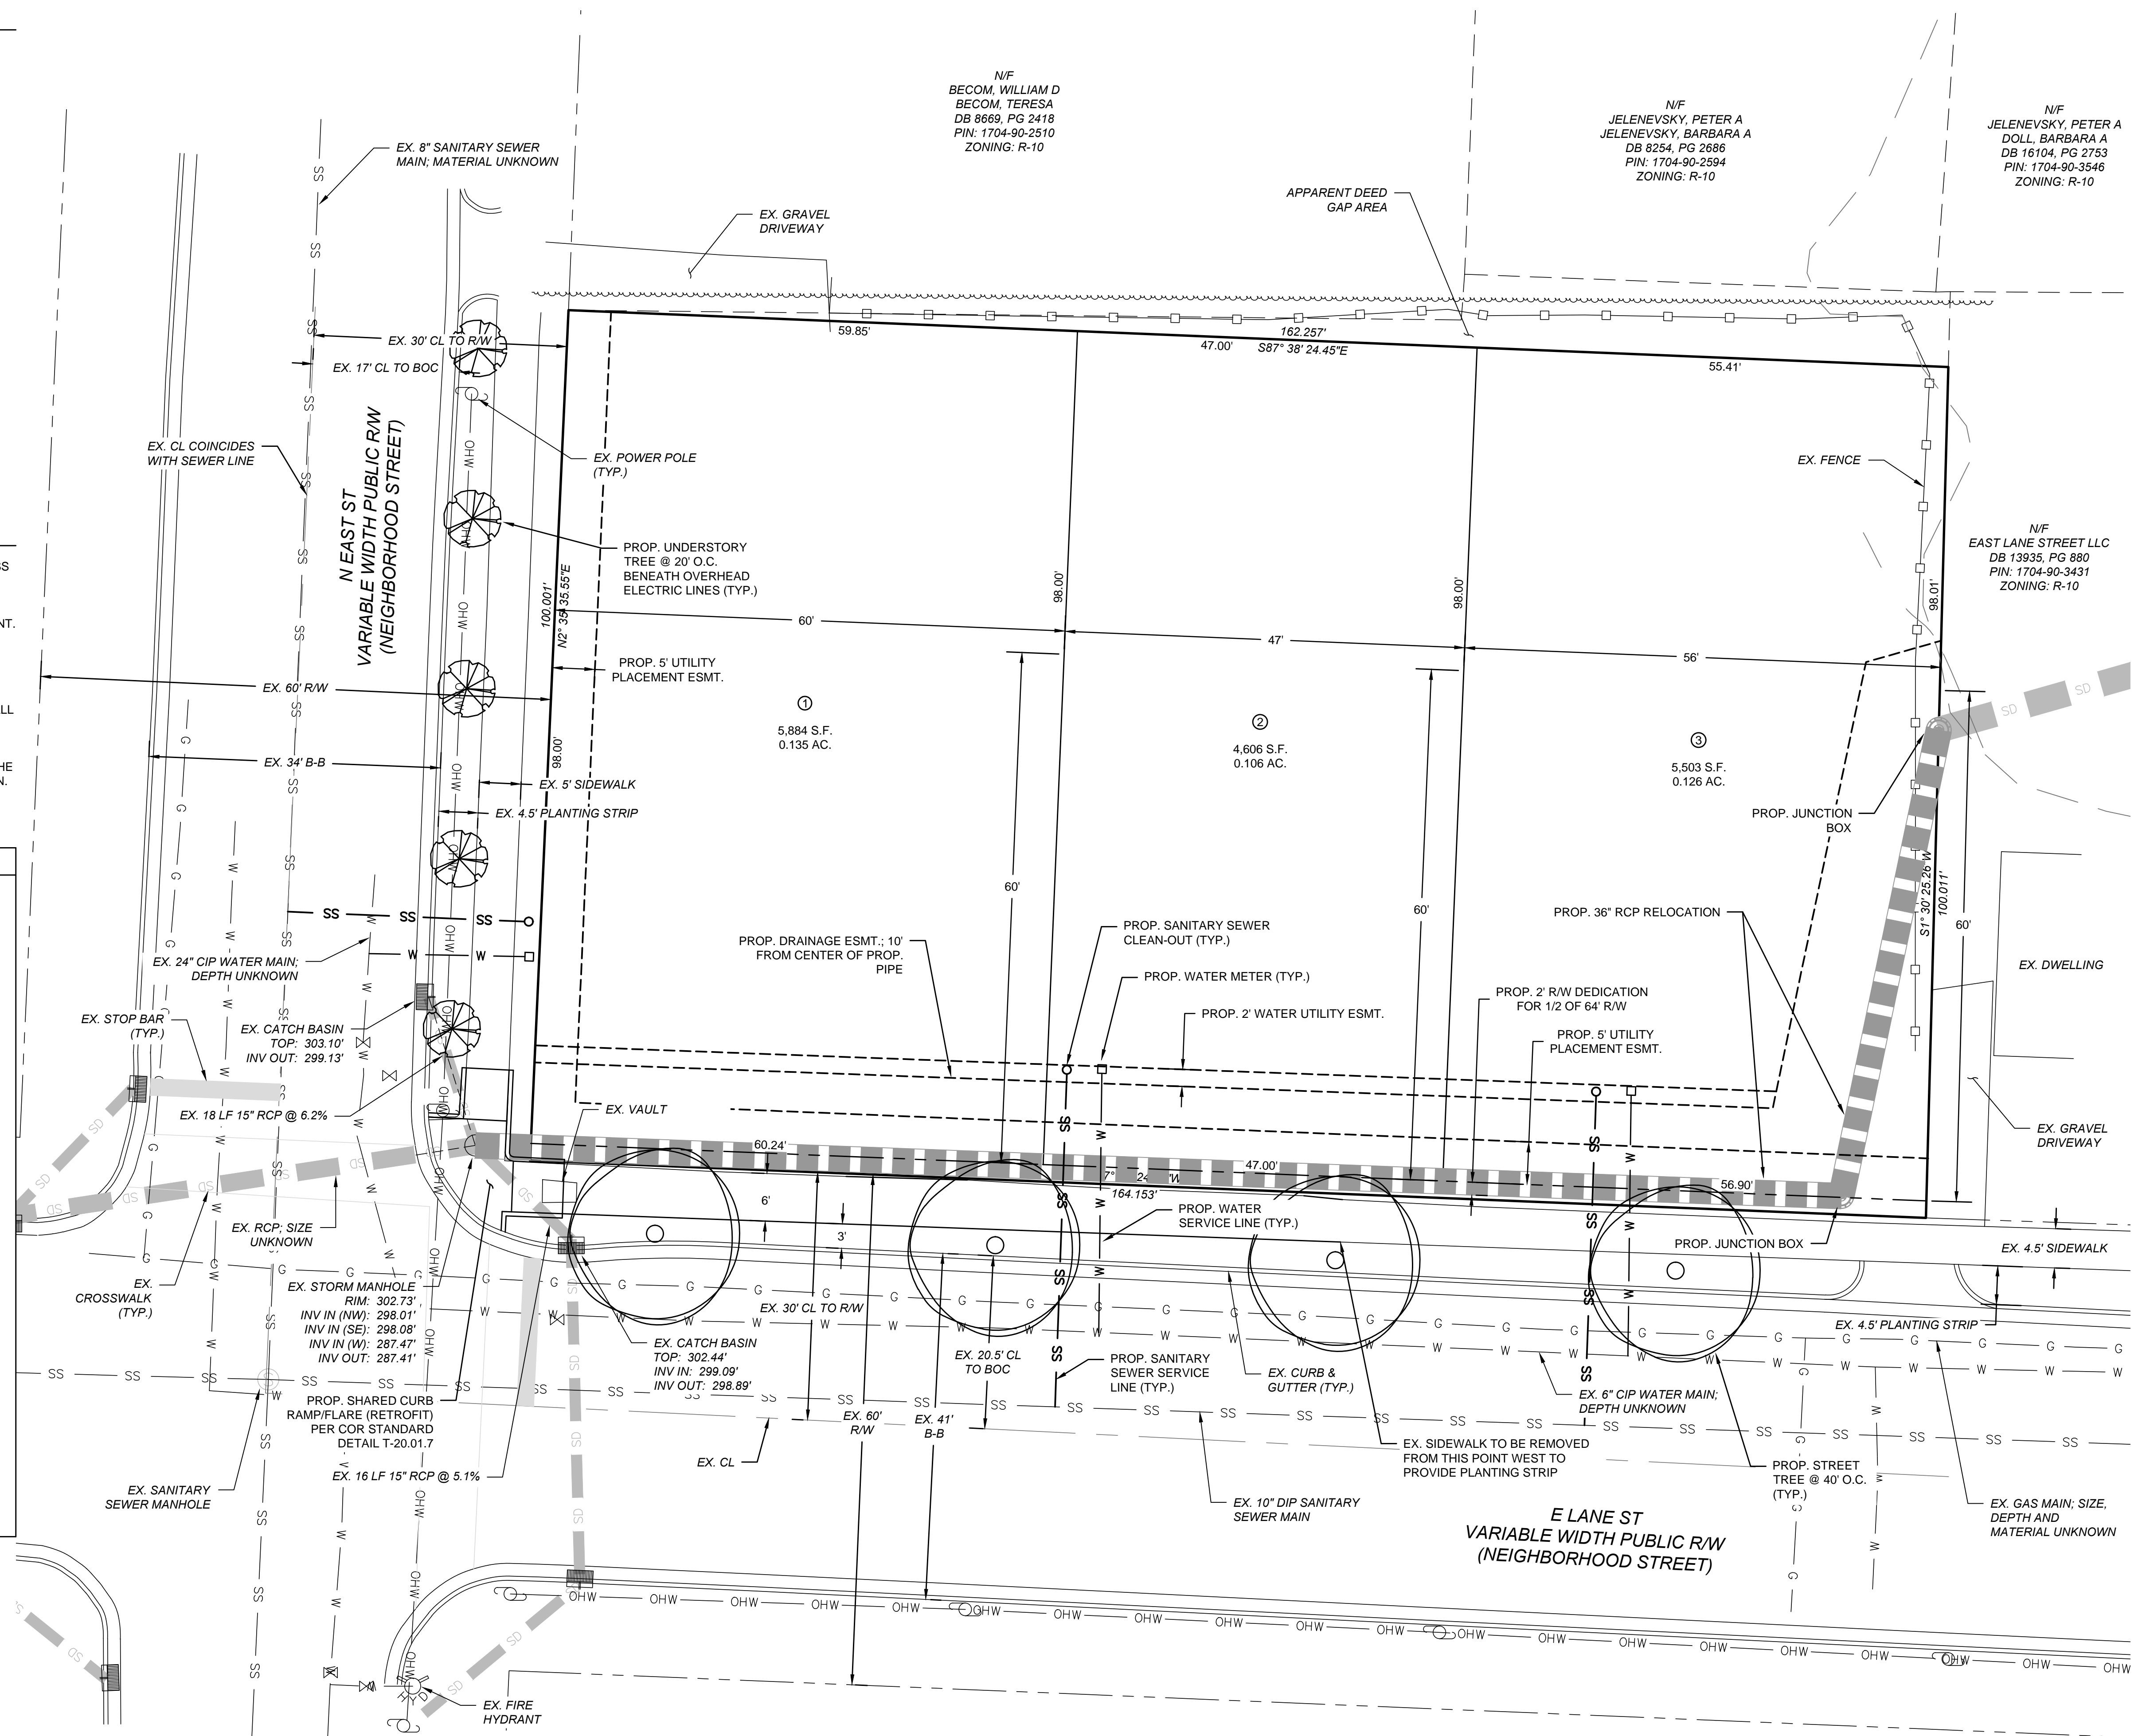 N/F
BECOM, WILLIAM D
BECOM, TERESA
DB 8669, PG 2418
PIN: 1704-90-2510
ZONING: R-10
N/F
JELENEVSKY, PETER A
JELENEVSKY, BARBARA A
DB 8254, PG 2686
PIN: 1704-90-2594
ZONING: R-10
N/F
JELENEVSKY, PETER A
DOLL, BARBARA A
DB 16104, PG 2753
PIN: 1704-90-3546
ZONING: R-10
EX. 8" SANITARY SEWER
MAIN; MATERIAL UNKNOWN
EX. GRAVEL
DRIVEWAY
APPARENT DEED
GAP AREA
59.85'
162.257'
47.00'
S87° 38' 24.45"E
55.41'
EX. 30' CL TO R/W
EX. 17' CL TO BOC
EX. CL COINCIDES
WITH SEWER LINE
N EAST ST
VARIABLE WIDTH PUBLIC R/W
(NEIGHBORHOOD STREET)
EX. POWER POLE
(TYP.)
EX. FENCE
PROP. UNDERSTORY
TREE @ 20' O.C.
BENEATH OVERHEAD
ELECTRIC LINES (TYP.)
N/F
EAST LANE STREET LLC
DB 13935, PG 880
PIN: 1704-90-3431
ZONING: R-10
100.001'
N2° 35' 35.55"E
98.00'
98.00'
98.01'
60'
47'
56'
PROP. 5' UTILITY
PLACEMENT ESMT.
EX. 60' R/W
1
5,884 S.F.
0.135 AC.
2
4,606 S.F.
0.106 AC.
3
5,503 S.F.
0.126 AC.
98.00'
EX. 34' B-B
EX. 5' SIDEWALK
EX. 4.5' PLANTING STRIP
PROP. JUNCTION
BOX
60'
60'
60'
S1° 30' 25.26"W
100.011'
PROP. 36" RCP RELOCATION
PROP. SANITARY SEWER
CLEAN-OUT (TYP.)
PROP. DRAINAGE ESMT.; 10'
FROM CENTER OF PROP.
PIPE
PROP. WATER METER (TYP.)
PROP. 2' WATER UTILITY ESMT.
PROP. 2' R/W DEDICATION
FOR 1/2 OF 64' R/W
PROP. 5' UTILITY
PLACEMENT ESMT.
EX. DWELLING
EX. 24" CIP WATER MAIN;
DEPTH UNKNOWN
EX. STOP BAR
(TYP.)
EX. CATCH BASIN
TOP: 303.10'
INV OUT: 299.13'
EX. 18 LF 15" RCP @ 6.2%
EX. VAULT
EX. GRAVEL
DRIVEWAY
60.24'
47.00'
164.153'
56.90'
6'
3'
PROP. WATER
SERVICE LINE (TYP.)
PROP. JUNCTION BOX
EX. 4.5' SIDEWALK
EX. RCP; SIZE
UNKNOWN
EX.
CROSSWALK
(TYP.)
EX. STORM MANHOLE
RIM: 302.73'
INV IN (NW): 298.01'
INV IN (SE): 298.08'
INV IN (W): 287.47'
INV OUT: 287.41'
EX. 30' CL TO R/W
EX. CATCH BASIN
TOP: 302.44'
INV IN: 299.09'
INV OUT: 298.89'
EX. 20.5' CL
TO BOC
PROP. SANITARY
SEWER SERVICE
LINE (TYP.)
EX. CURB &
GUTTER (TYP.)
EX. 4.5' PLANTING STRIP
EX. 6" CIP WATER MAIN;
DEPTH UNKNOWN
PROP. SHARED CURB
RAMP/FLARE (RETROFIT)
PER COR STANDARD
DETAIL T-20.01.7
EX. 60'
R/W
EX. 41'
B-B
EX. CL
EX. 16 LF 15" RCP @ 5.1%
EX. SIDEWALK TO BE REMOVED
FROM THIS POINT WEST TO
PROVIDE PLANTING STRIP
PROP. STREET
TREE @ 40' O.C.
(TYP.)
EX. SANITARY
SEWER MANHOLE
EX. 10" DIP SANITARY
SEWER MAIN
EX. GAS MAIN; SIZE,
DEPTH AND
MATERIAL UNKNOWN
E LANE ST
VARIABLE WIDTH PUBLIC R/W
(NEIGHBORHOOD STREET)
EX. FIRE
HYDRANT
HYD